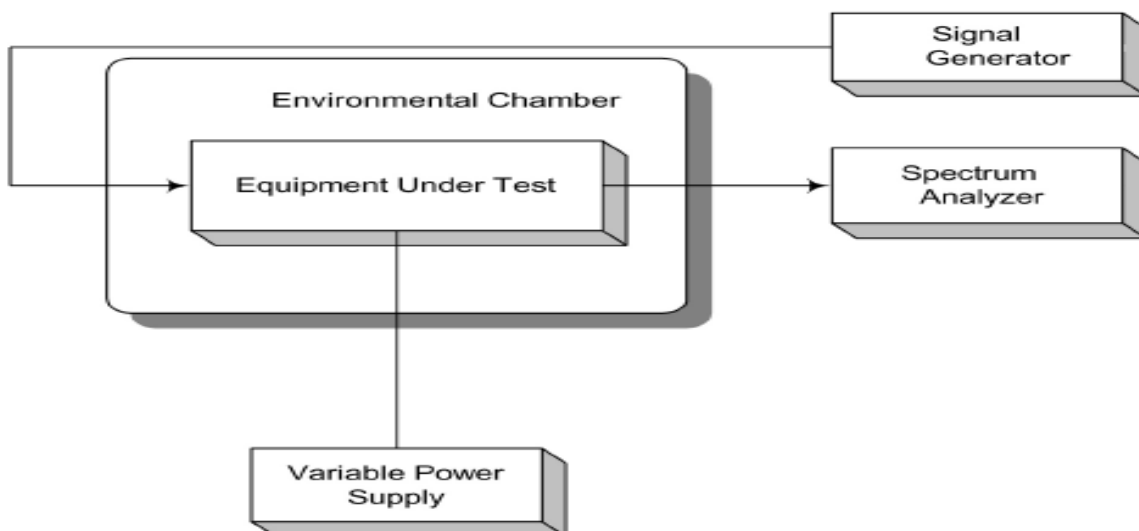 Signal
Generator
Environmental Chamber
Equipment Under Test
Spectrum
Analyzer
Variable Power
Supply